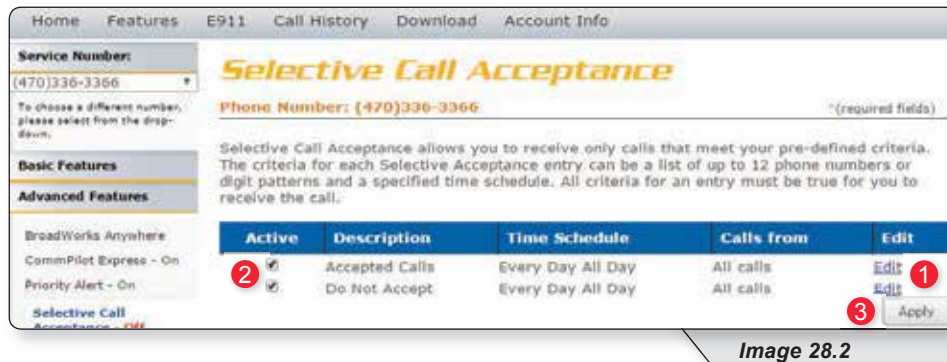 Home Features E911 Call History Download Account Info
Service Number:
(470)336-3366
To choose a different number,
please select from the drop-
down.
Basic Features
Advanced Features
BroadWorks Anywhere
CommPilot Express - On
Priority Alert - On
Selective Call
Acceptance - Off
Selective Call Acceptance
Phone Number: (470)336-3366 *(required fields)
Selective Call Acceptance allows you to receive only calls that meet your pre-defined criteria.
The criteria for each Selective Acceptance entry can be a list of up to 12 phone numbers or
digit patterns and a specified time schedule. All criteria for an entry must be true for you to
receive the call.
Active Description Time Schedule Calls from Edit
2 Accepted Calls Every Day All Day All calls Edit 1
Do Not Accept Every Day All Day All calls Edit
3 Apply
Image 28.2